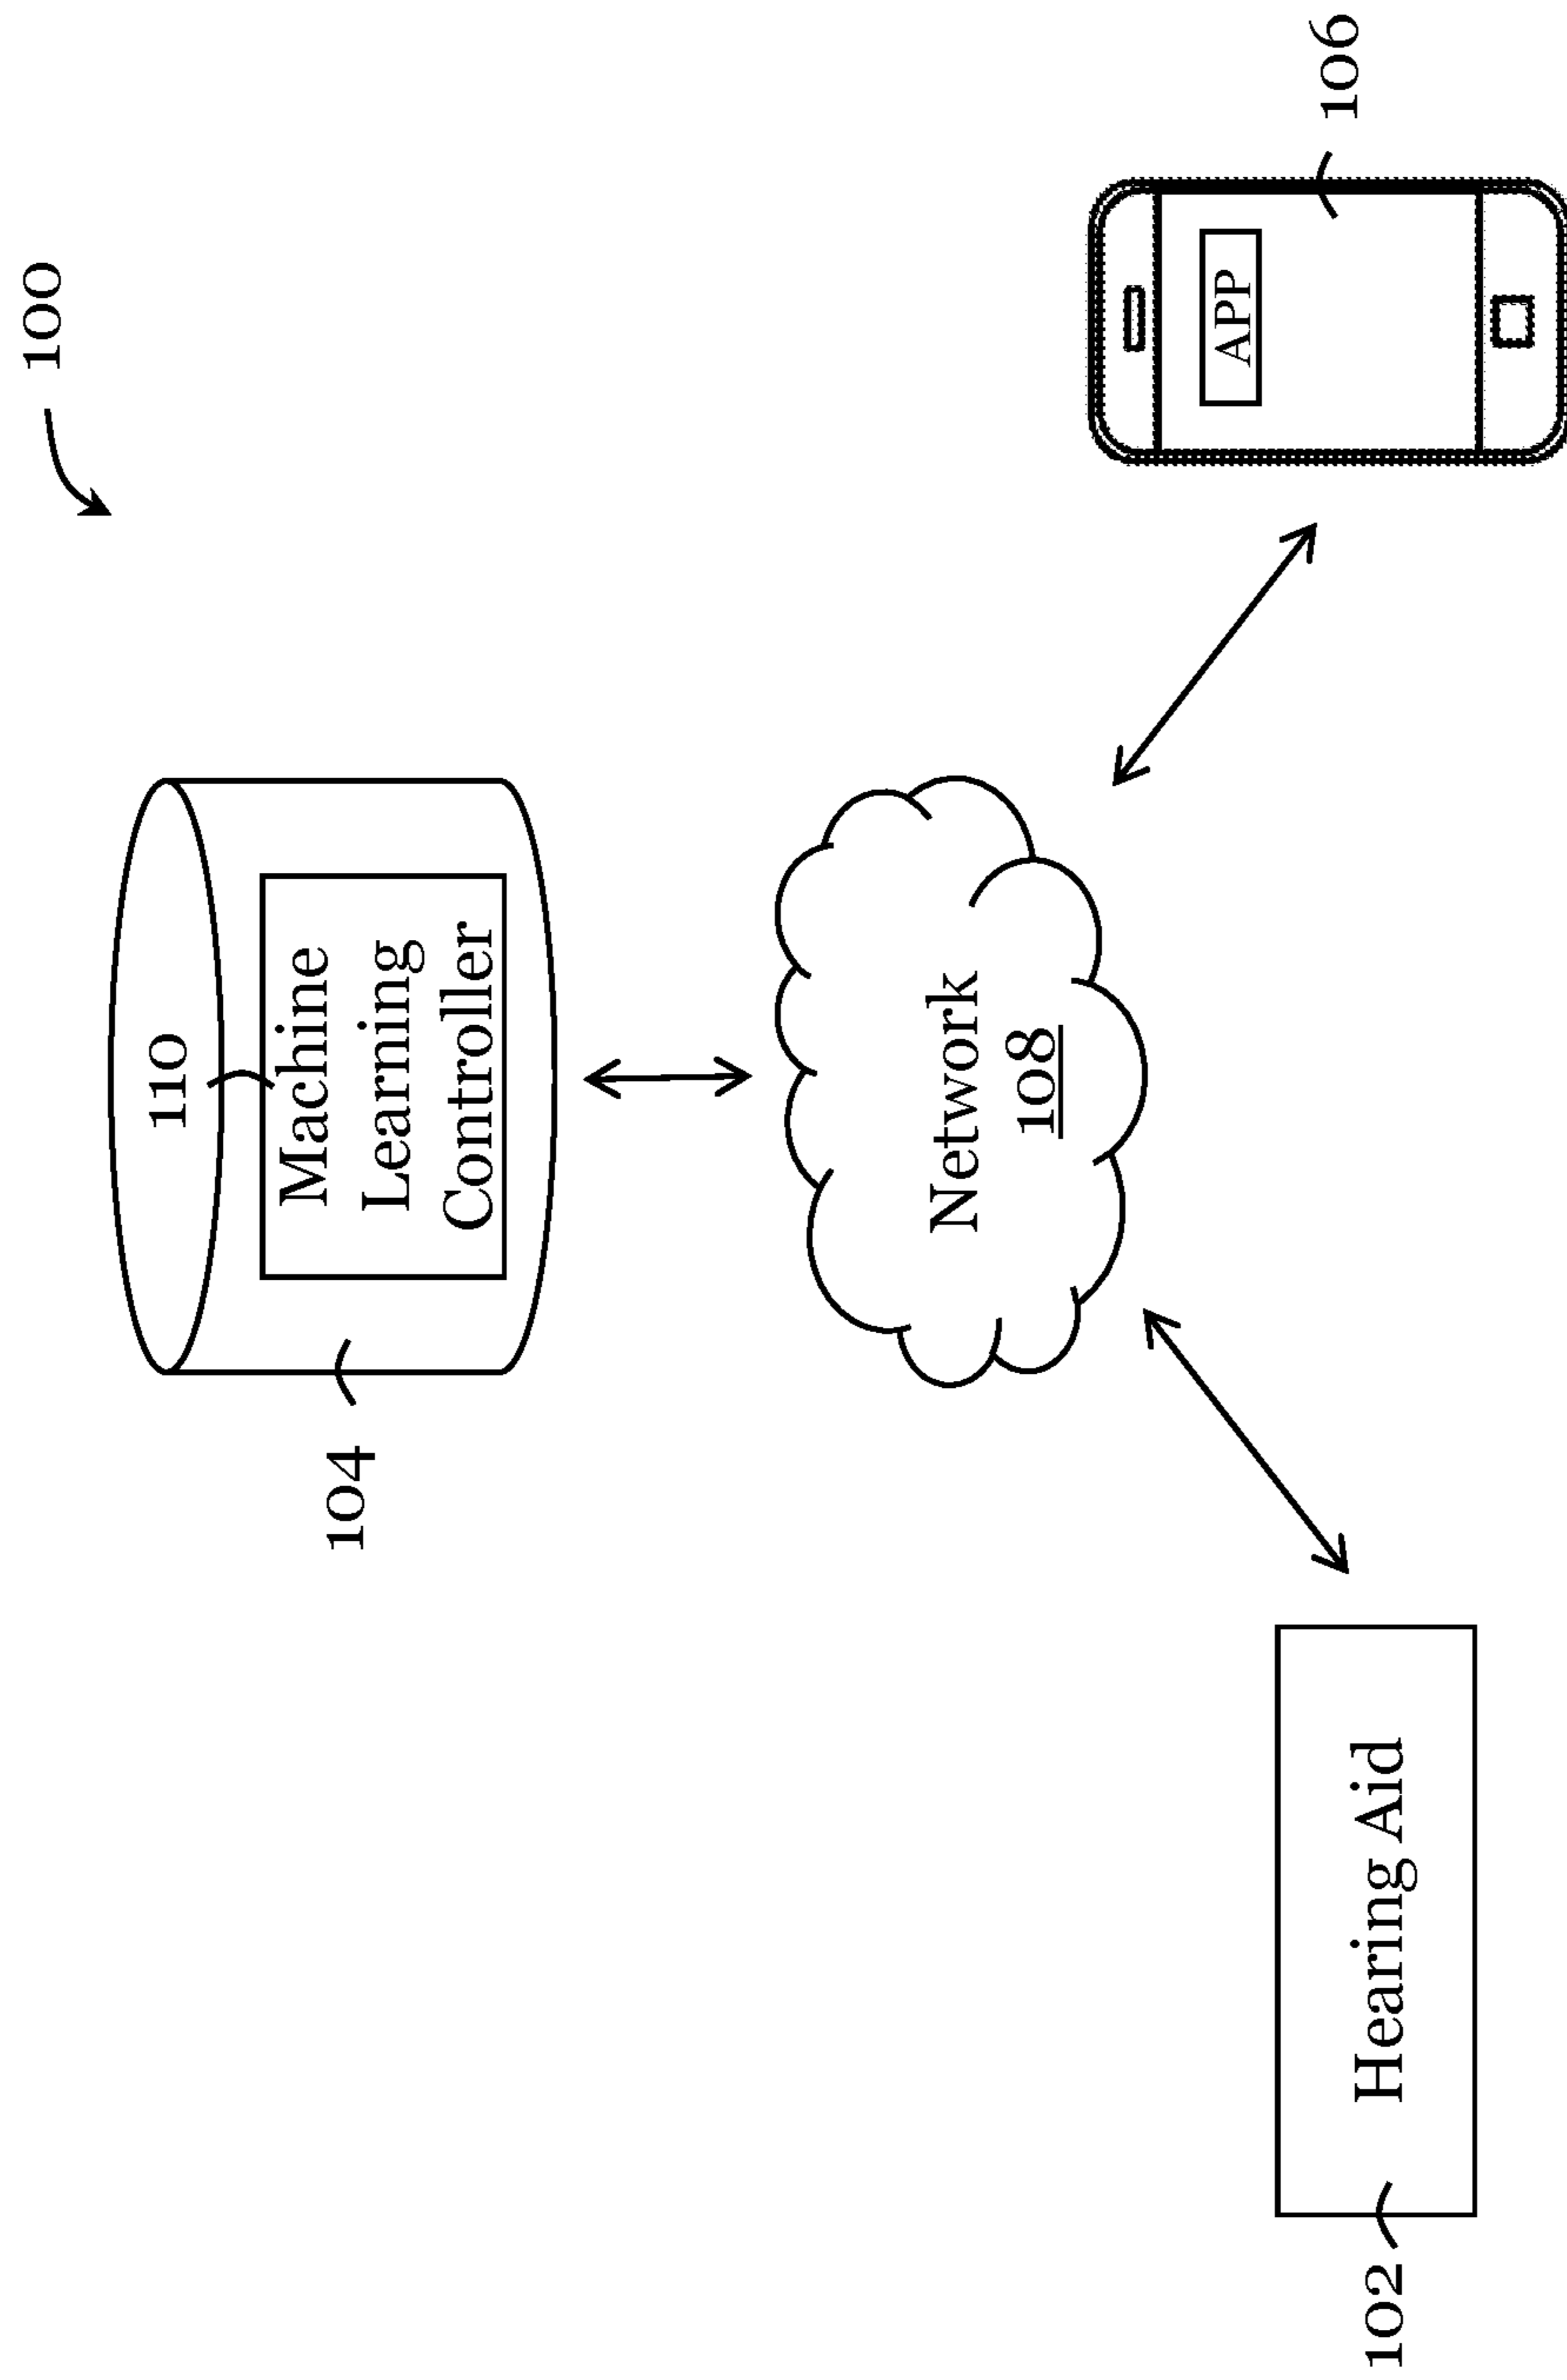 100
110
Machine
Learning
Controller
104
Network
108
APP
106
Hearing Aid
102